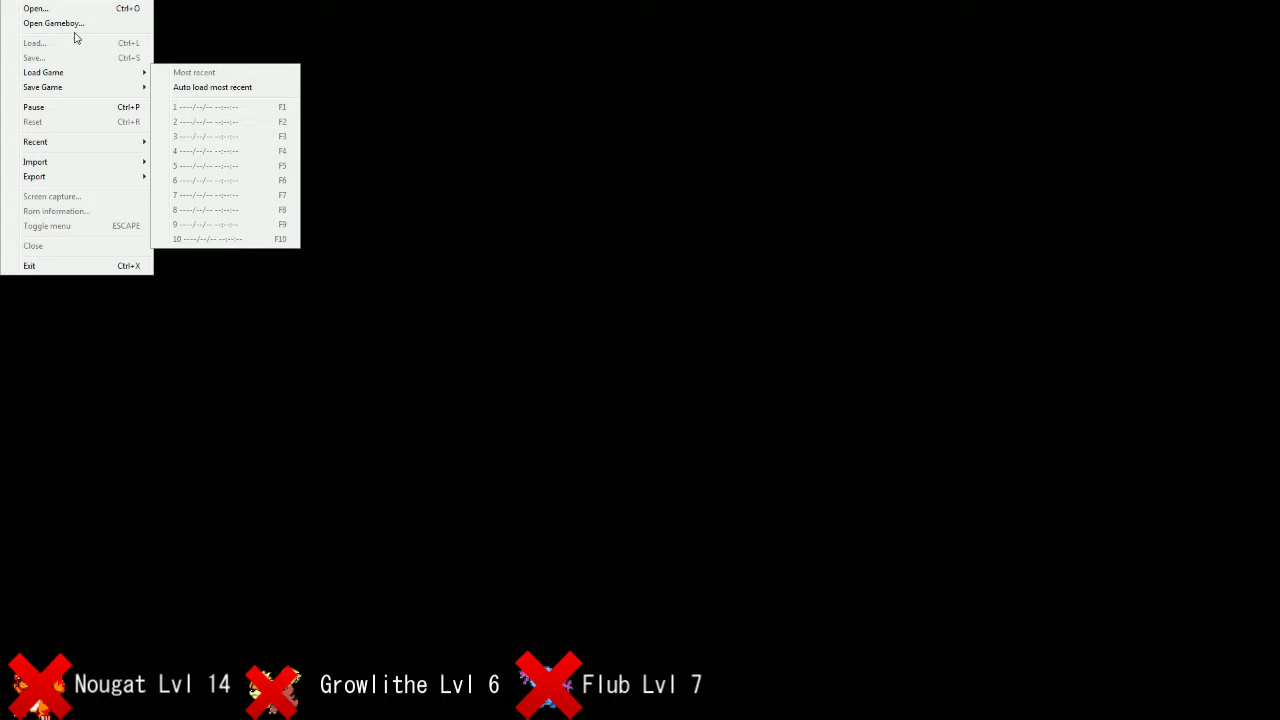 Open... Ctrl+O
Open Gameboy...
Load... Ctrl+L
Save... Ctrl+S
Load Game
Save Game
Pause Ctrl+P
Reset Ctrl+R
Recent
Import
Export
Screen capture...
Rom information...
Toggle menu ESCAPE
Close
Exit Ctrl+X
Most recent
Auto load most recent
1 ----/--/-- --:--:-- F1
2 ----/--/-- --:--:-- F2
3 ----/--/-- --:--:-- F3
4 ----/--/-- --:--:-- F4
5 ----/--/-- --:--:-- F5
6 ----/--/-- --:--:-- F6
7 ----/--/-- --:--:-- F7
8 ----/--/-- --:--:-- F8
9 ----/--/-- --:--:-- F9
10 ----/--/-- --:--:-- F10
Nougat Lvl 14 Growlithe Lvl 6 Flub Lvl 7